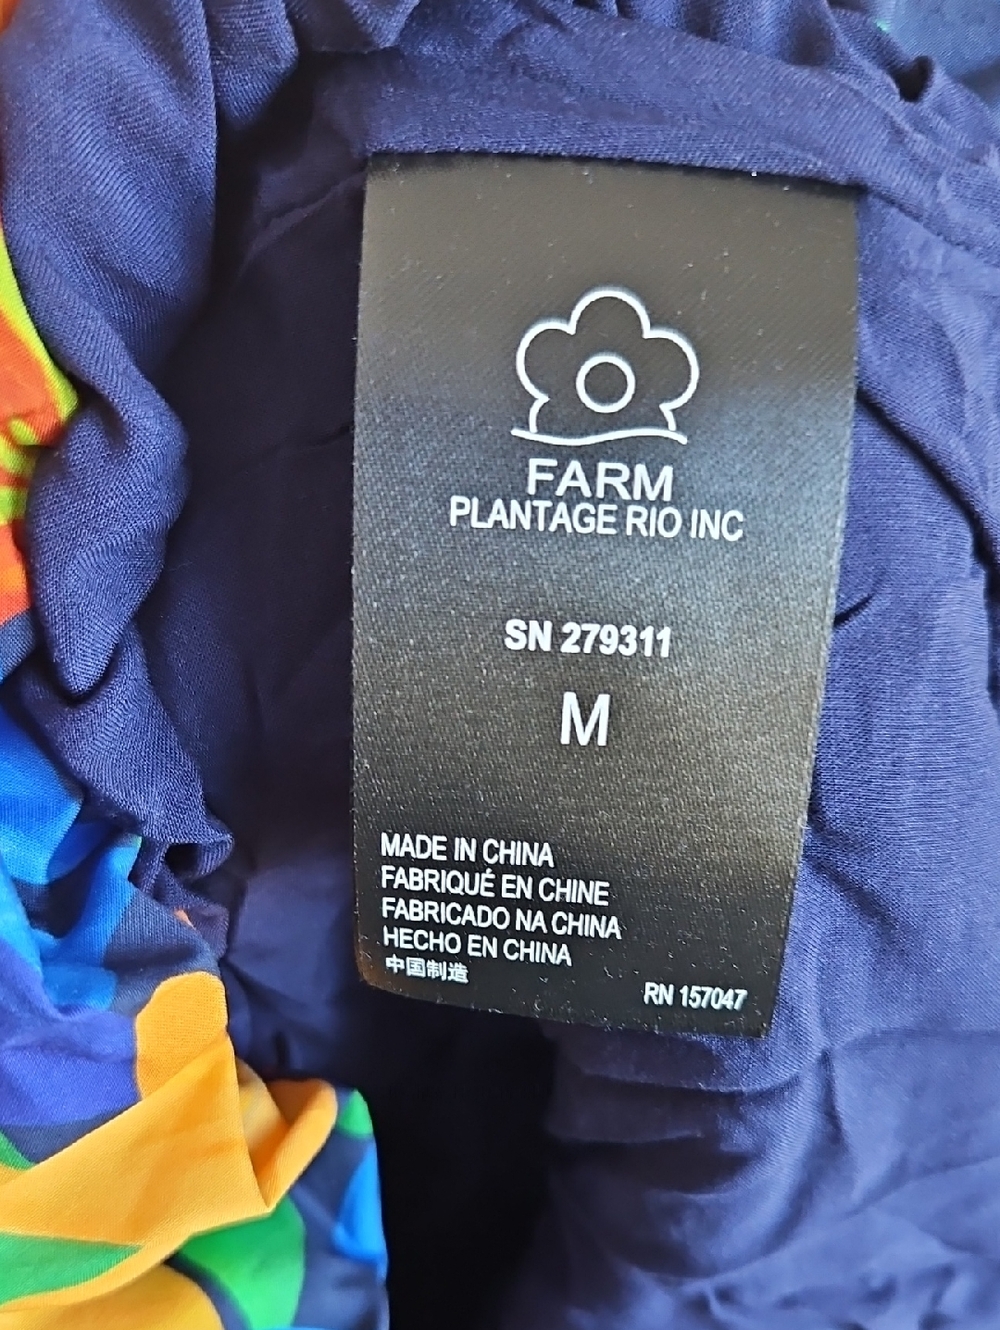 FARM
PLANTAGE RIO INC
SN 279311
M
MADE IN CHINA
FABRIQUÉ EN CHINE
FABRICADO NA CHINA
HECHO EN CHINA
中国制造
RN 157047